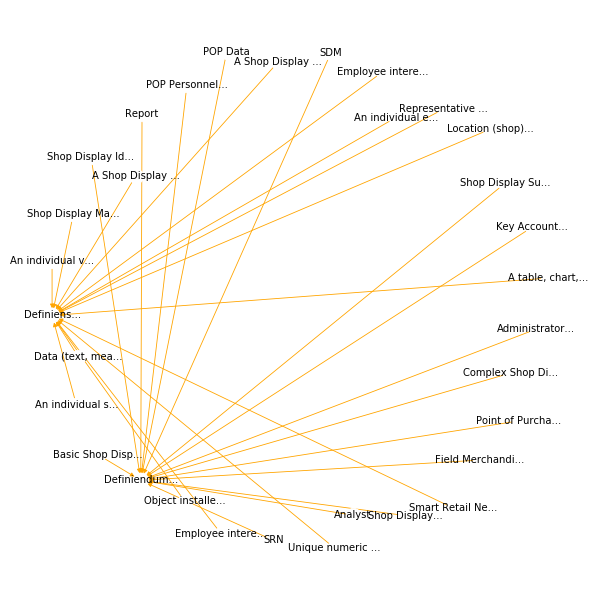 POP Data
SDM
A Shop Display ...
Employee intere...
POP Personnel...
Representative ...
Report
An individual e...
Location (shop)...
Shop Display Id...
A Shop Display ...
Shop Display Su...
Shop Display Ma...
Key Account...
An individual v...
A table, chart,...
Definiens...
Administrator...
Data (text, mea...
Complex Shop Di...
An individual s...
Point of Purcha...
Basic Shop Disp...
Field Merchandi...
Definiendum...
Object installe...
Smart Retail Ne...
Analyst
Shop Display...
Employee intere...
SRN
Unique numeric ...